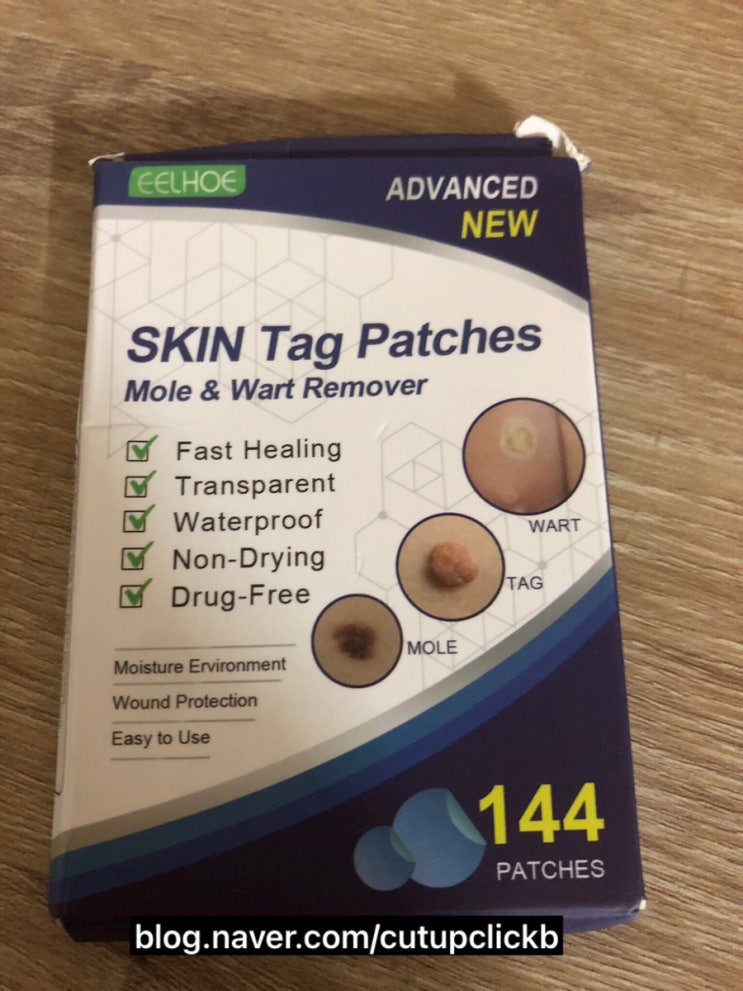 EELHOE
ADVANCED
NEW
SKIN Tag Patches
Mole & Wart Remover
Fast Healing
Transparent
Waterproof
Non-Drying
Drug-Free
WART
TAG
MOLE
Moisture Ervironment
Wound Protection
Easy to Use
144
PATCHES
blog.naver.com/cutupclickb